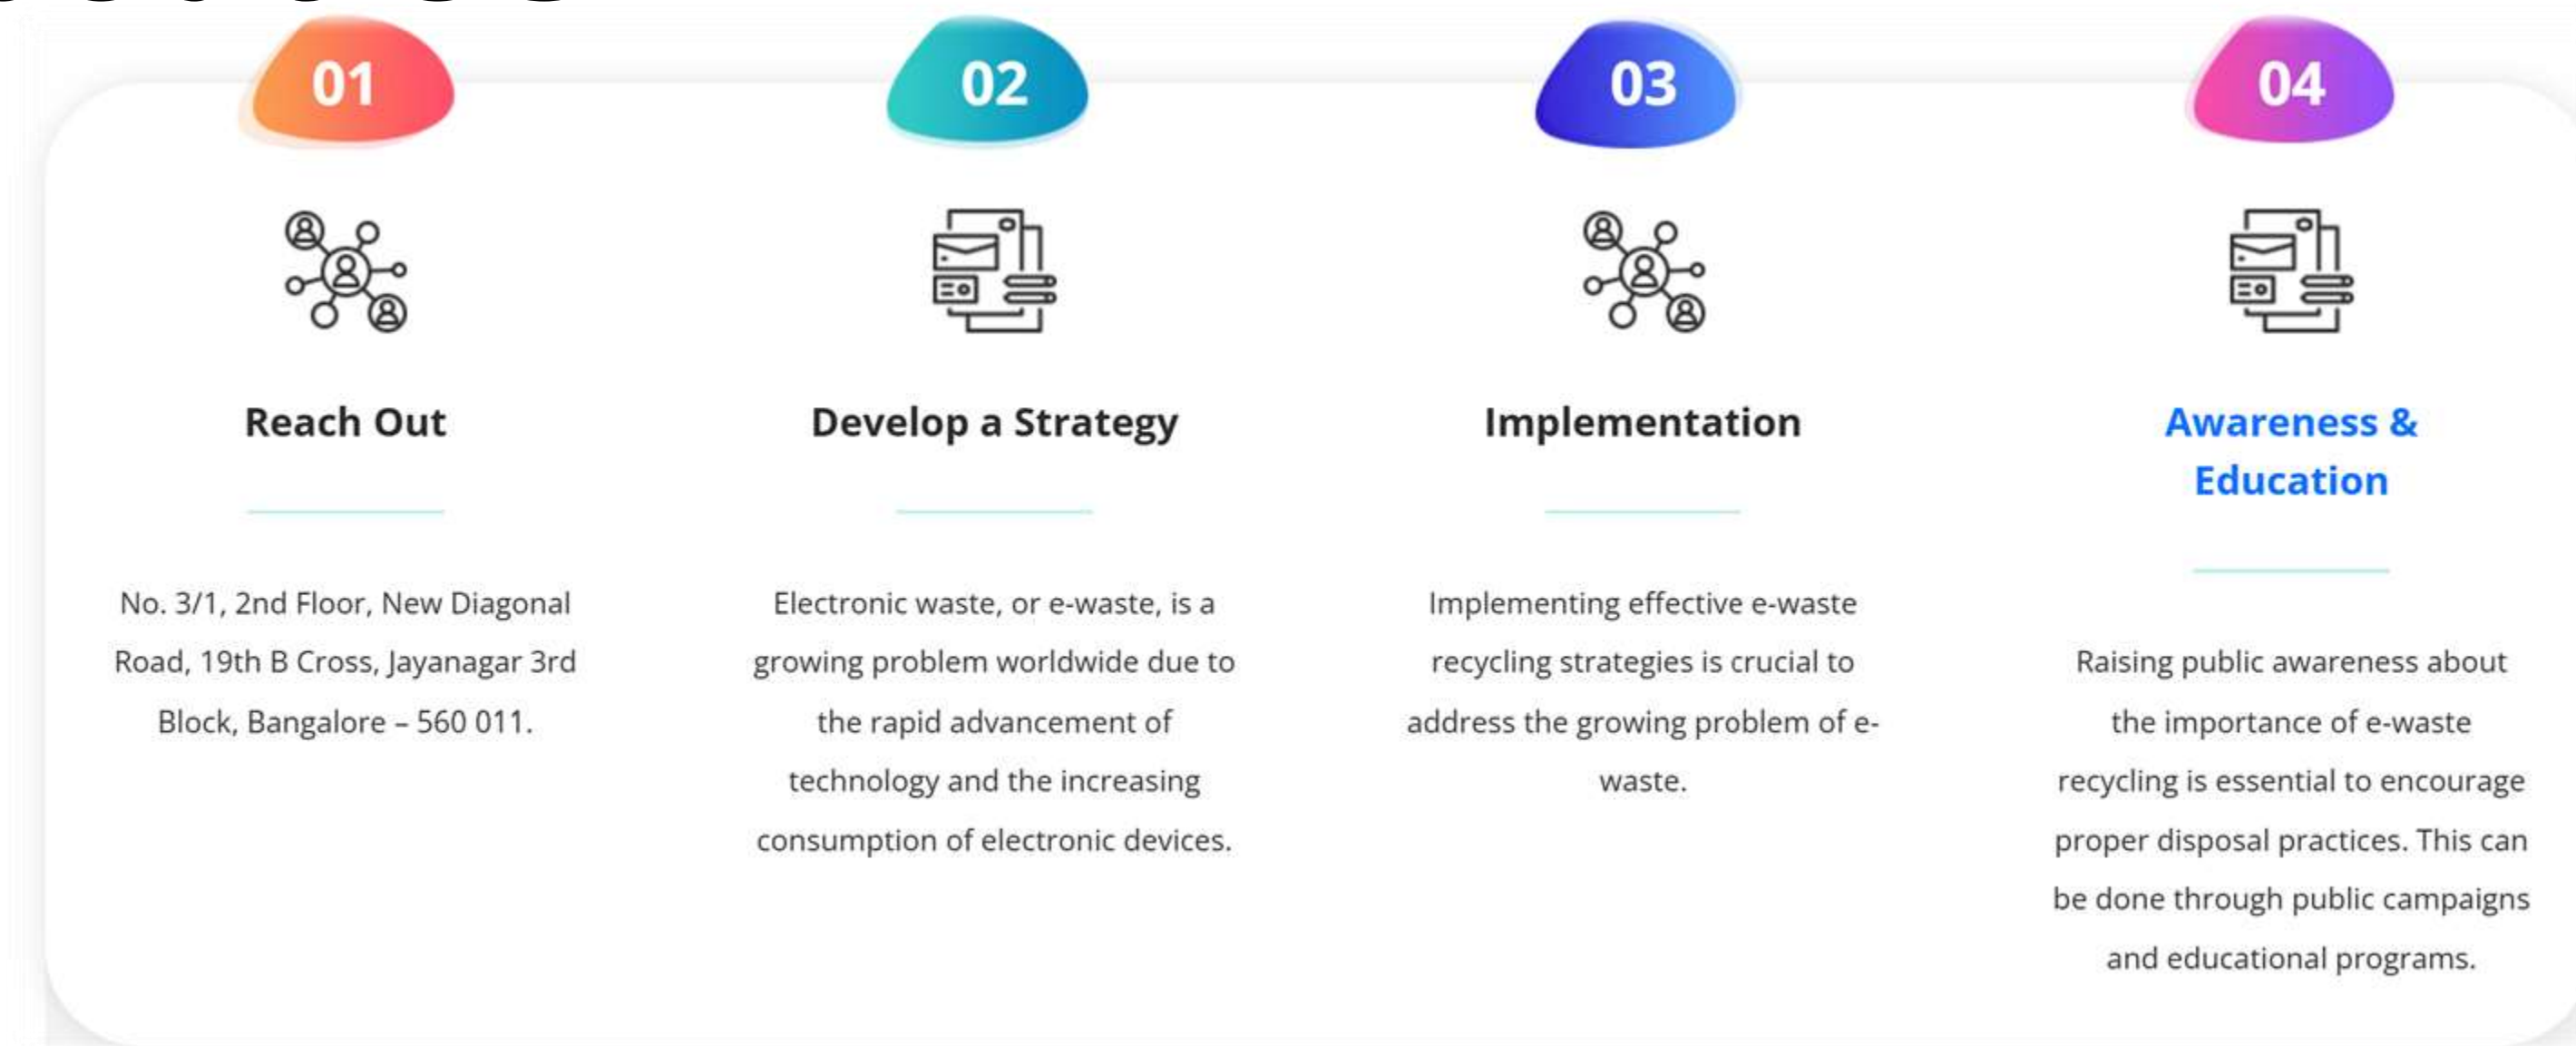 01
Reach Out
No. 3/1, 2nd Floor, New Diagonal
Road, 19th B Cross, Jayanagar 3rd
Block, Bangalore – 560 011.
02
Develop a Strategy
Electronic waste, or e-waste, is a
growing problem worldwide due to
the rapid advancement of
technology and the increasing
consumption of electronic devices.
03
Implementation
Implementing effective e-waste
recycling strategies is crucial to
address the growing problem of e-
waste.
04
Awareness &
Education
Raising public awareness about
the importance of e-waste
recycling is essential to encourage
proper disposal practices. This can
be done through public campaigns
and educational programs.